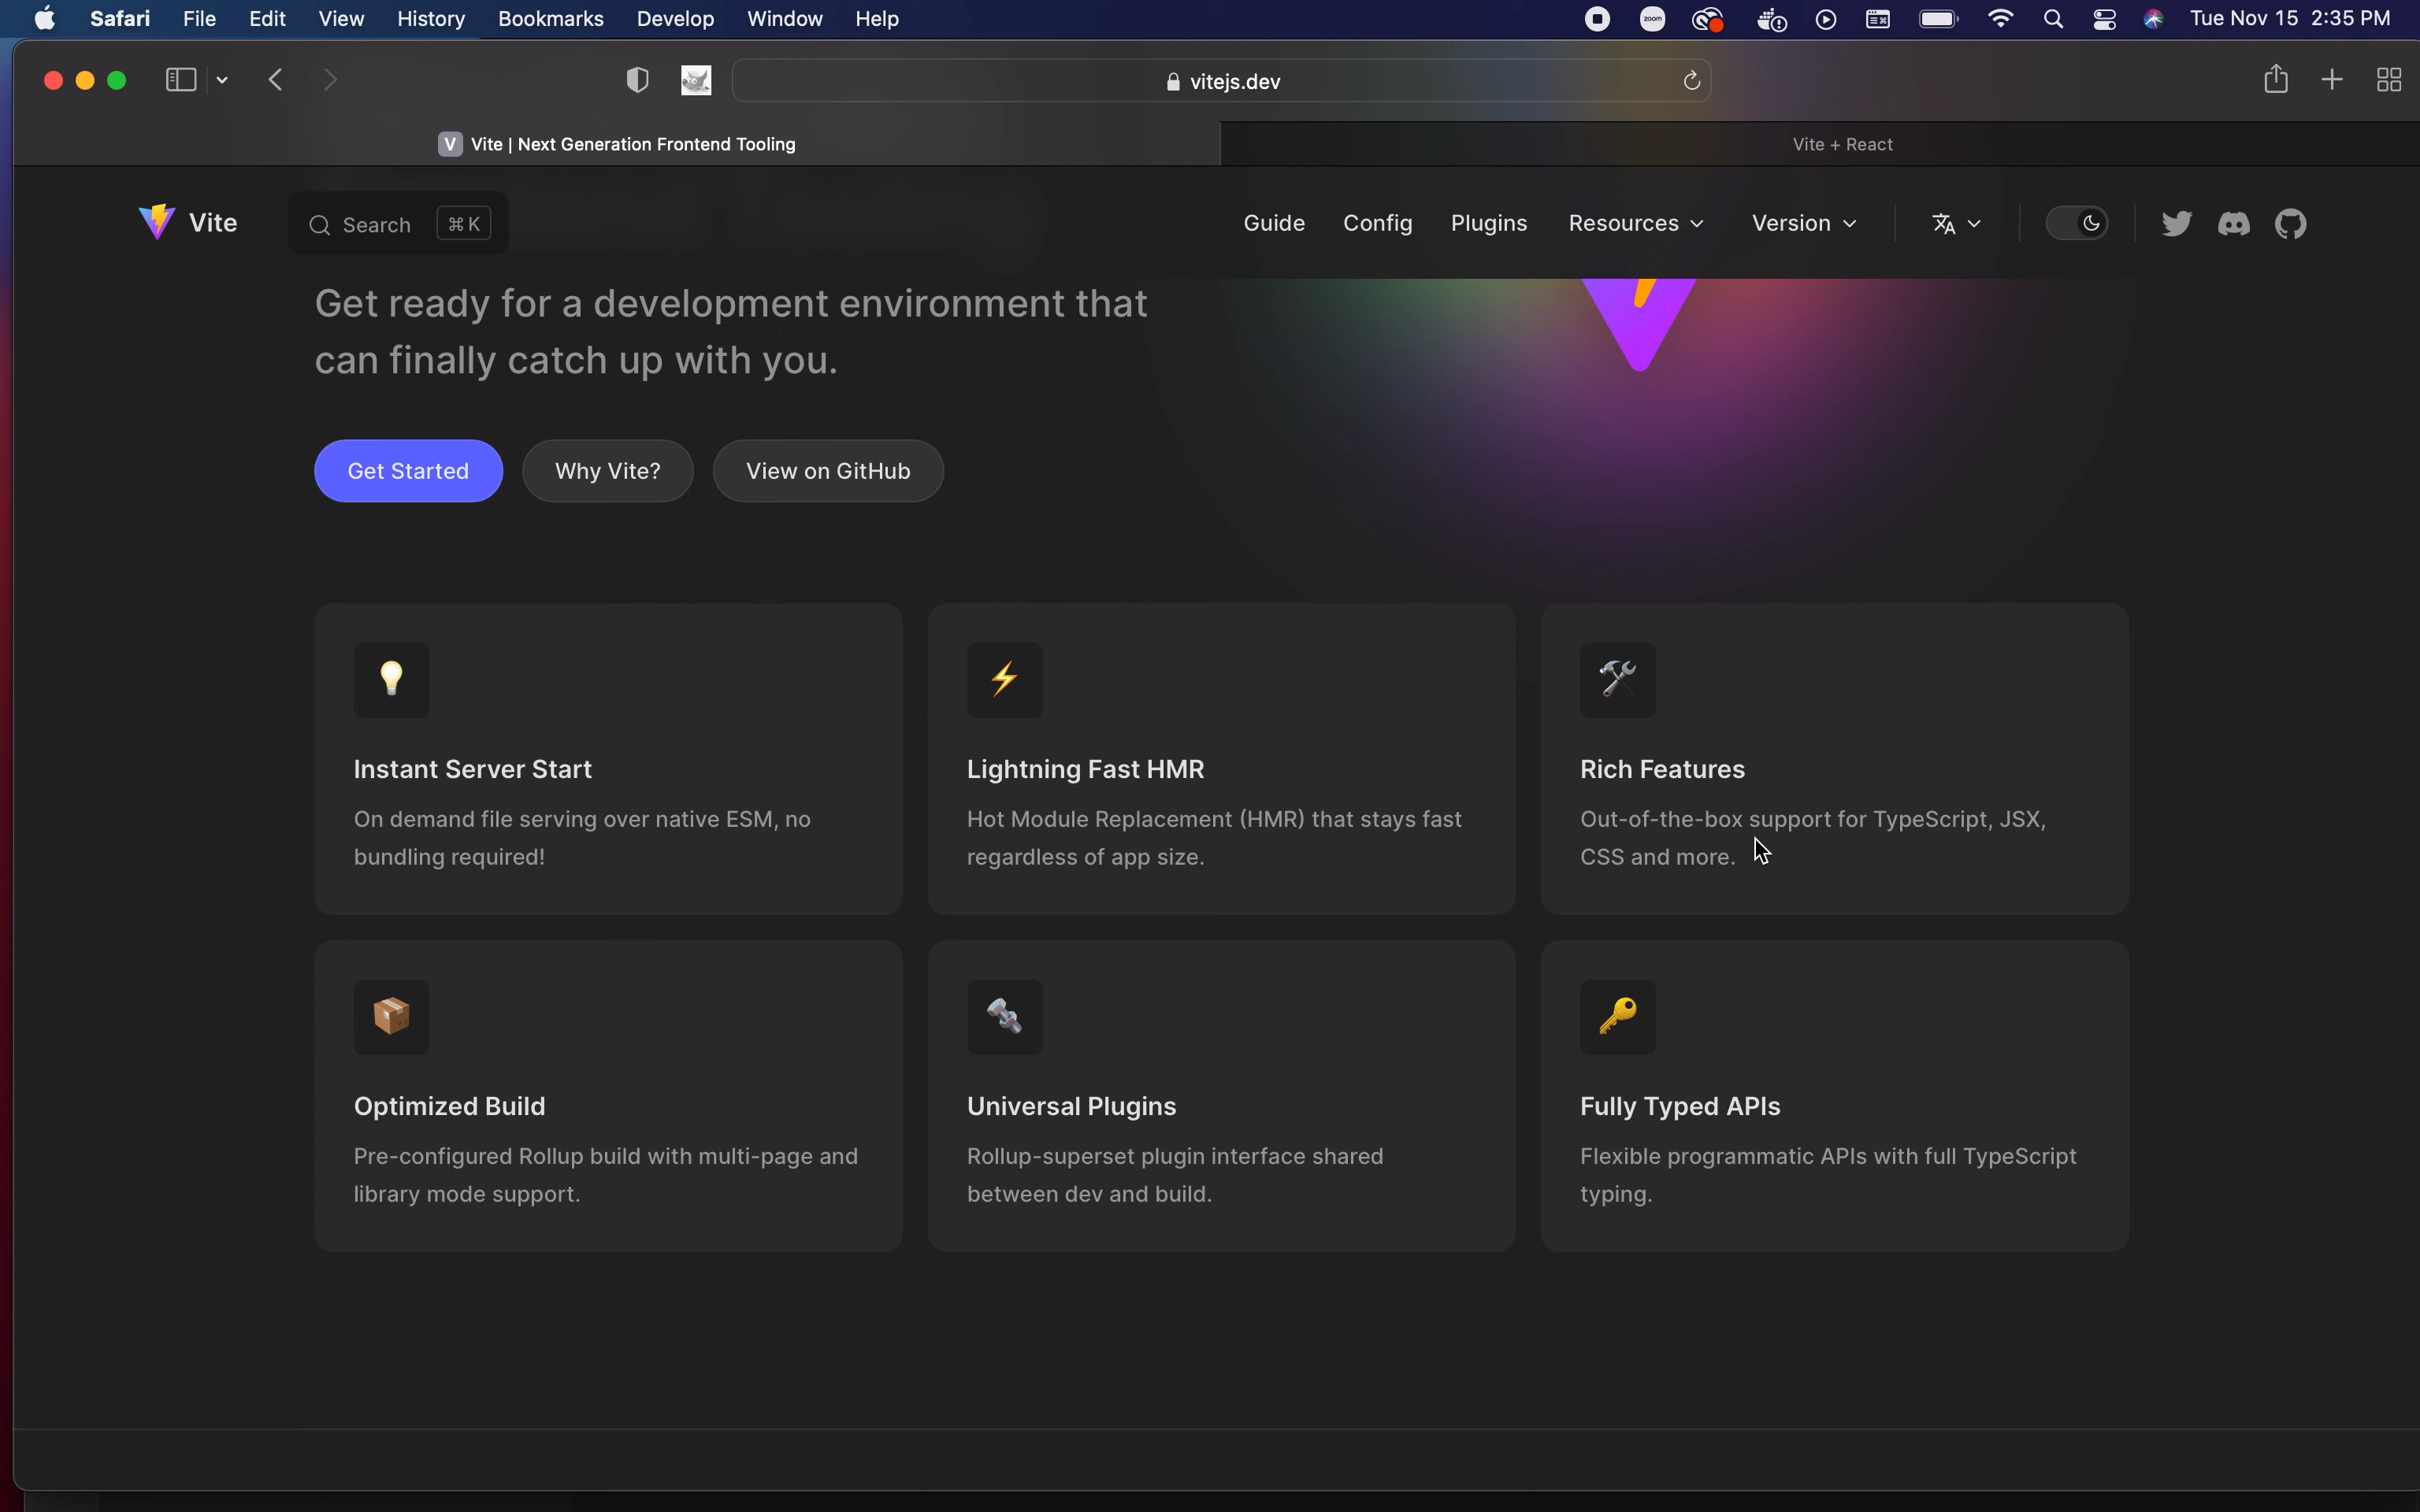 Safari File Edit View History Bookmarks Develop Window Help zoom Tue Nov 15 2:35 PM
vitejs.dev
V Vite | Next Generation Frontend Tooling Vite + React
Vite Search ⌘ K Guide Config Plugins Resources Version
Get ready for a development environment that
can finally catch up with you.
Get Started Why Vite? View on GitHub
Instant Server Start
On demand file serving over native ESM, no
bundling required!
Lightning Fast HMR
Hot Module Replacement (HMR) that stays fast
regardless of app size.
Rich Features
Out-of-the-box support for TypeScript, JSX,
CSS and more.
Optimized Build
Pre-configured Rollup build with multi-page and
library mode support.
Universal Plugins
Rollup-superset plugin interface shared
between dev and build.
Fully Typed APIs
Flexible programmatic APIs with full TypeScript
typing.